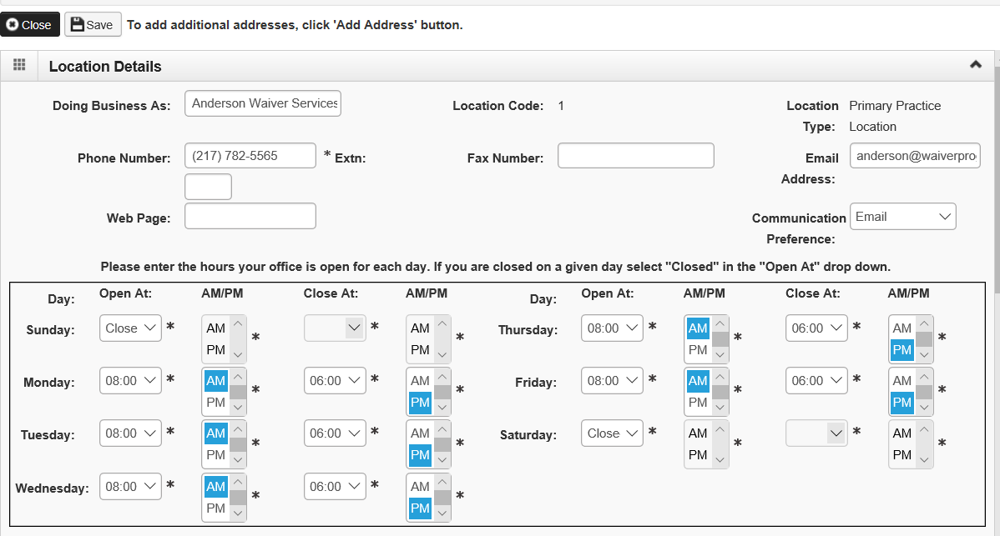 Close Save To add additional addresses, click 'Add Address' button.
Location Details
Doing Business As: Anderson Waiver Services Location Code: 1 Location Primary Practice
Type: Location
Phone Number: (217) 782-5565 * Extn: Fax Number: Email anderson@waiverpro
Address:
Web Page: Communication Email
Preference:
Please enter the hours your office is open for each day. If you are closed on a given day select "Closed" in the "Open At" drop down.
Day: Open At: AM/PM Close At: AM/PM Day: Open At: AM/PM Close At: AM/PM
Sunday: Close * AM PM * * AM PM * Thursday: 08:00 * AM PM * 06:00 * AM PM *
Monday: 08:00 * AM PM * 06:00 * AM PM * Friday: 08:00 * AM PM * 06:00 * AM PM *
Tuesday: 08:00 * AM PM * 06:00 * AM PM * Saturday: Close * AM PM * * AM PM *
Wednesday: 08:00 * AM PM * 06:00 * AM PM *